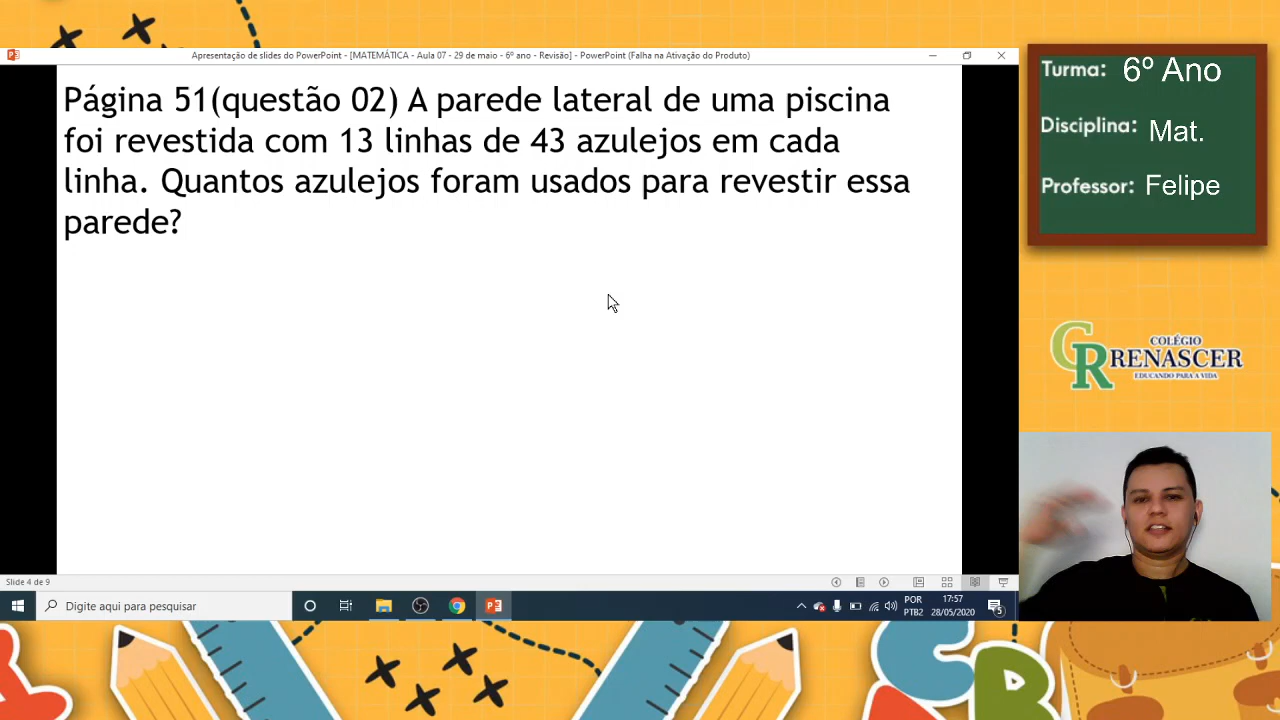 Apresentação de slides do PowerPoint - [MATEMÁTICA - Aula 07 - 29 de maio - 6º ano - Revisão] - PowerPoint (Falha na Ativação do Produto)
Página 51(questão 02) A parede lateral de uma piscina
foi revestida com 13 linhas de 43 azulejos em cada
linha. Quantos azulejos foram usados para revestir essa
parede?
Turma: 6º Ano
Disciplina: Mat.
Professor: Felipe
CR
COLÉGIO
RENASCER
EDUCANDO PARA A VIDA
Slide 4 de 9
Digite aqui para pesquisar
POR
PTB2
17:57
28/05/2020
5